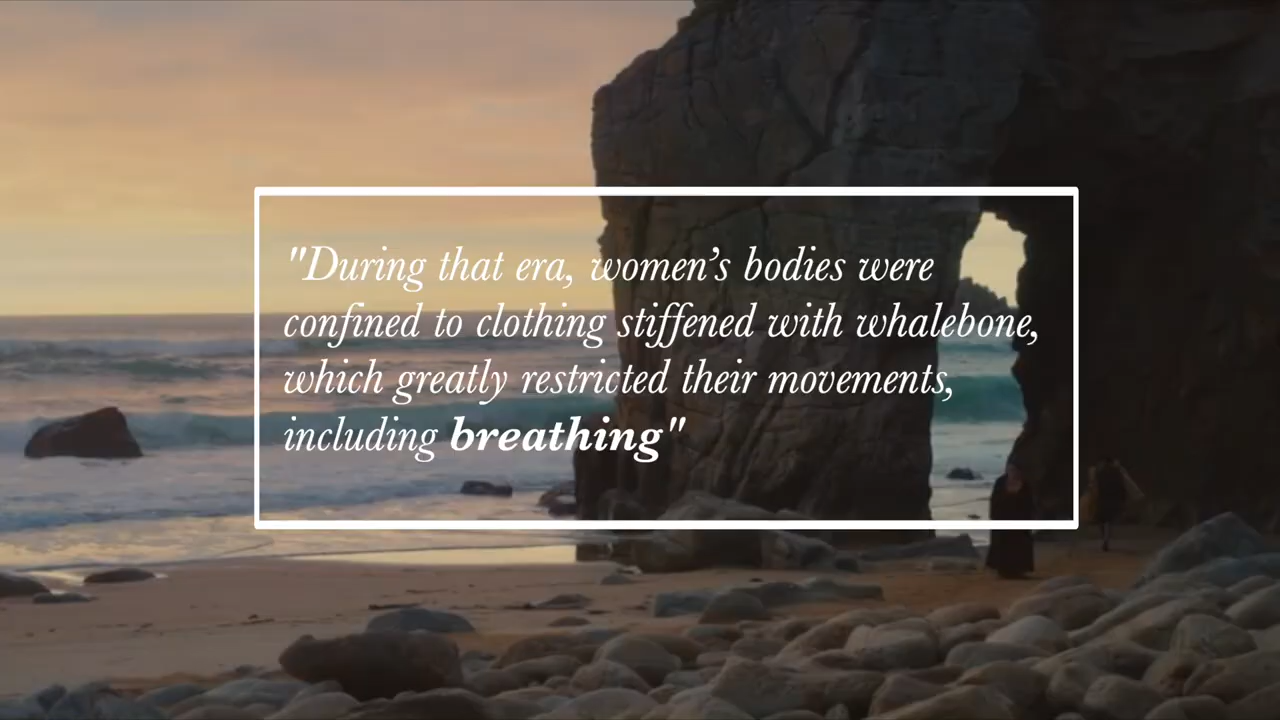 "During that era, women’s bodies were
confined to clothing stiffened with whalebone,
which greatly restricted their movements,
including breathing"